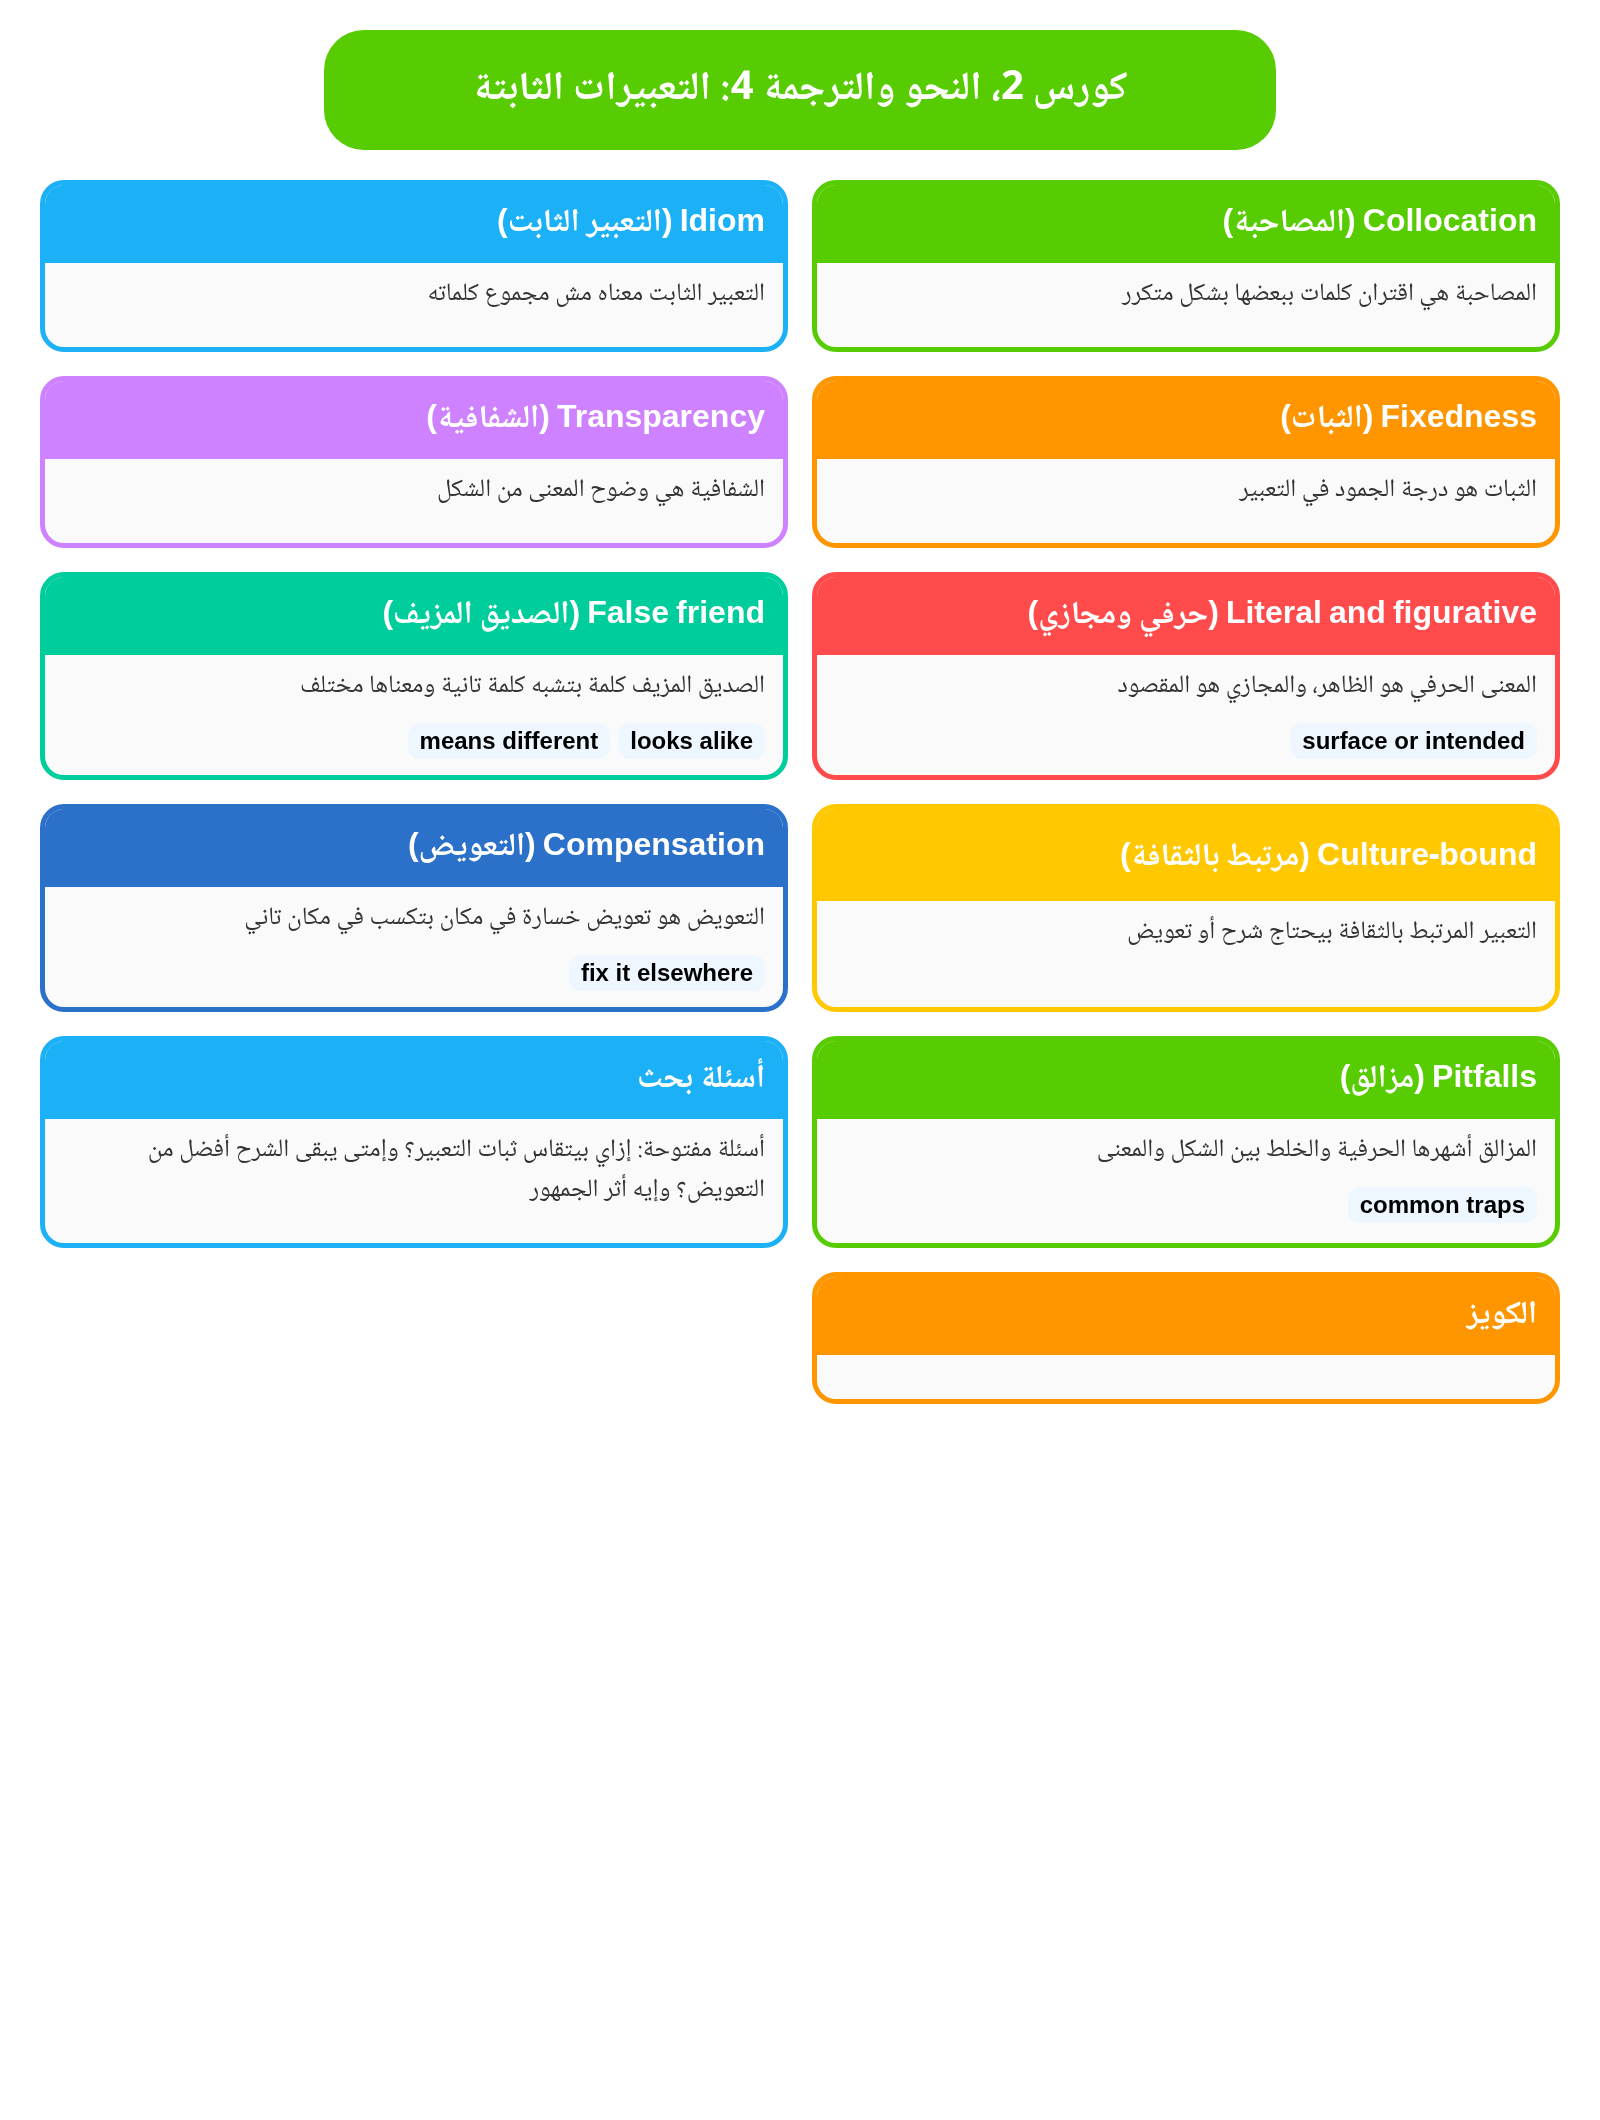 كورس 2، النحو والترجمة 4: التعبيرات الثابتة
Collocation (المصاحبة)
المصاحبة هي اقتران كلمات ببعضها بشكل متكرر
Idiom (التعبير الثابت)
التعبير الثابت معناه مش مجموع كلماته
Fixedness (الثبات)
الثبات هو درجة الجمود في التعبير
Transparency (الشفافية)
الشفافية هي وضوح المعنى من الشكل
Literal and figurative (حرفي ومجازي)
المعنى الحرفي هو الظاهر، والمجازي هو المقصود
surface or intended
False friend (الصديق المزيف)
الصديق المزيف كلمة بتشبه كلمة تانية ومعناها مختلف
looks alike means different
Culture-bound (مرتبط بالثقافة)
التعبير المرتبط بالثقافة بيحتاج شرح أو تعويض
Compensation (التعويض)
التعويض هو تعويض خسارة في مكان بتكسب في مكان تاني
fix it elsewhere
Pitfalls (مزالق)
المزالق أشهرها الحرفية والخلط بين الشكل والمعنى
common traps
أسئلة بحث
أسئلة مفتوحة: إزاي بيتقاس ثبات التعبير؟ وإمتى يبقى الشرح أفضل من
التعويض؟ وإيه أثر الجمهور
الكويز